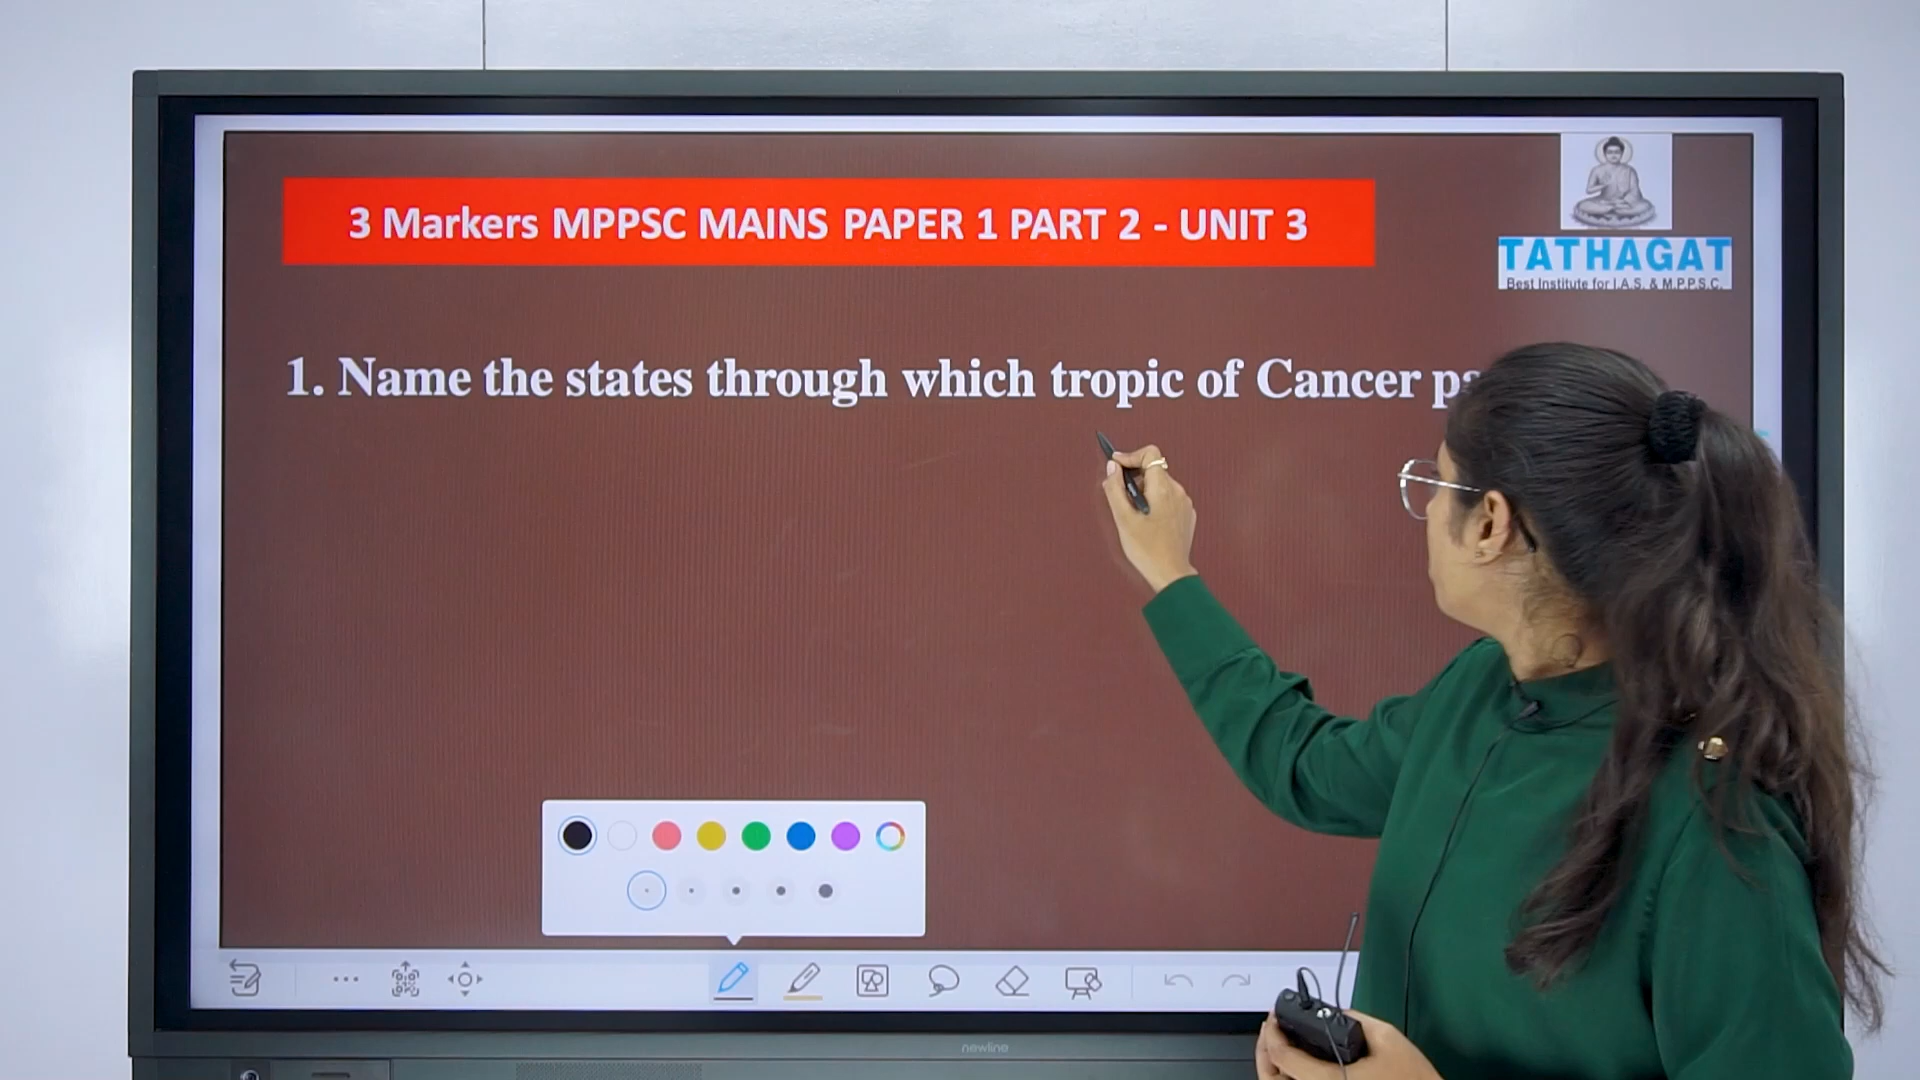 3 Markers MPPSC MAINS PAPER 1 PART 2 - UNIT 3
TATHAGAT
Best Institute for I.A.S. & M.P.P.S.C.
1. Name the states through which tropic of Cancer
newline